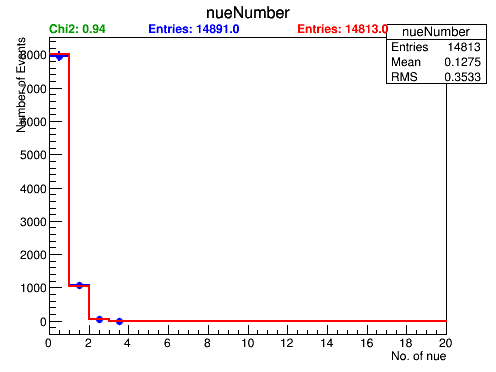 nueNumber
Chi2: 0.94 Entries: 14891.0 Entries: 14813.0
nueNumber
Entries 14813
Mean 0.1275
RMS 0.3533
Number of Events
8000
7000
6000
5000
4000
3000
2000
1000
0
0 2 4 6 8 10 12 14 16 18 20
No. of nue